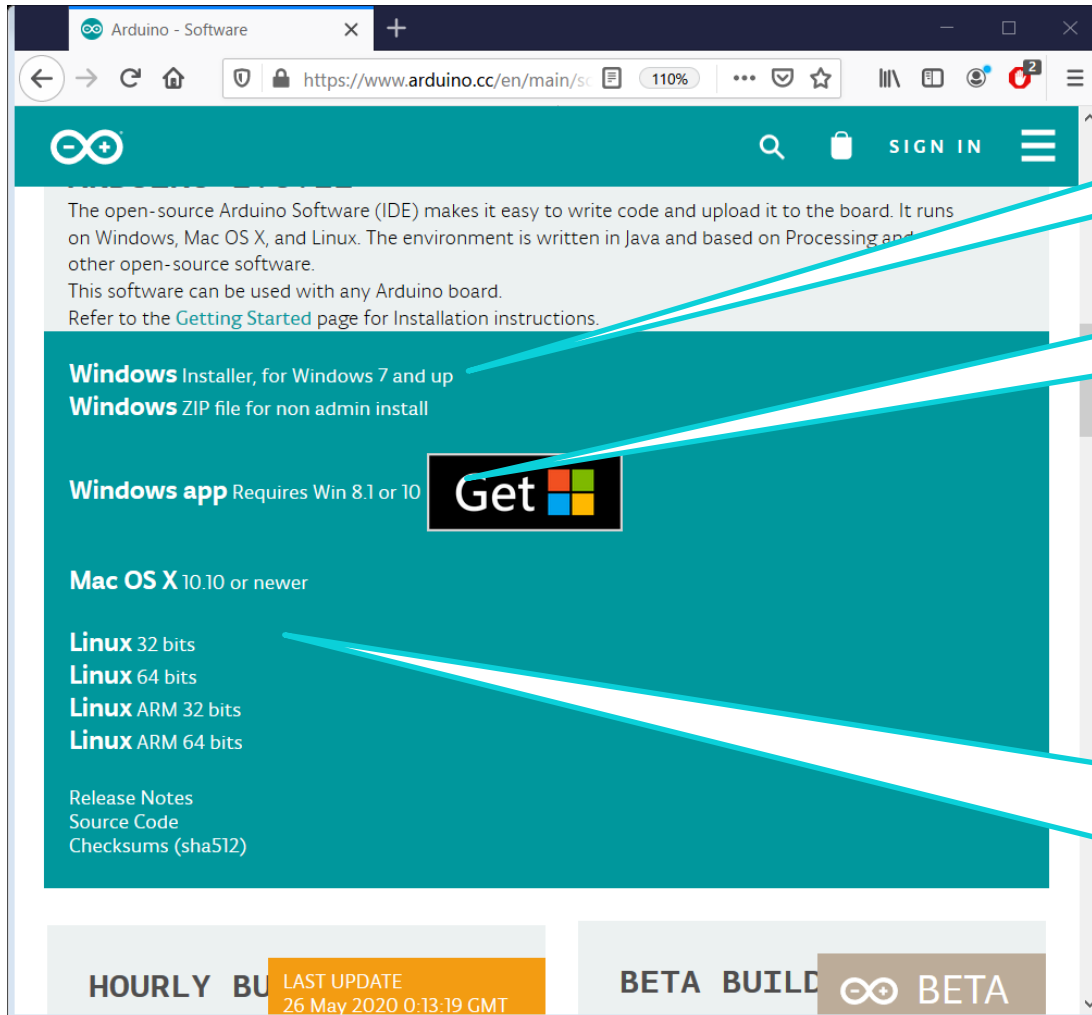 Arduino - Software
https://www.arduino.cc/en/main/so
110%
2
SIGN IN
The open-source Arduino Software (IDE) makes it easy to write code and upload it to the board. It runs
on Windows, Mac OS X, and Linux. The environment is written in Java and based on Processing and
other open-source software.
This software can be used with any Arduino board.
Refer to the Getting Started page for Installation instructions.
Windows Installer, for Windows 7 and up
Windows ZIP file for non admin install
Windows app Requires Win 8.1 or 10
Get
Mac OS X 10.10 or newer
Linux 32 bits
Linux 64 bits
Linux ARM 32 bits
Linux ARM 64 bits
Release Notes
Source Code
Checksums (sha512)
HOURLY BU
LAST UPDATE
26 May 2020 0:13:19 GMT
BETA BUILD
BETA